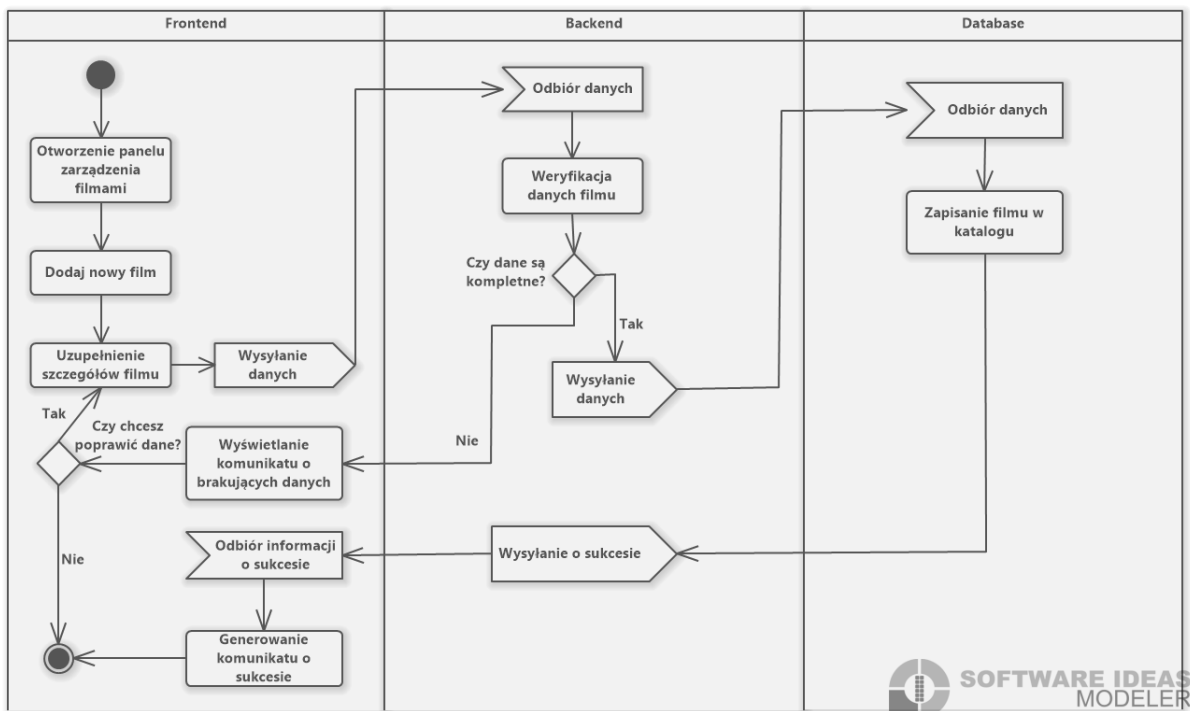 Frontend
Backend
Database
Otworzenie panelu
zarządzenia
filmami
Dodaj nowy film
Uzupełnienie
szczegółów filmu
Wysyłanie
danych
Tak
Czy chcesz
poprawić dane?
Wyświetlanie
komunikatu o
brakujących danych
Nie
Odbiór informacji
o sukcesie
Generowanie
komunikatu o
sukcesie
Odbiór danych
Weryfikacja
danych filmu
Czy dane są
kompletne?
Tak
Wysyłanie
danych
Nie
Wysyłanie o sukcesie
Odbiór danych
Zapisanie filmu w
katalogu
SOFTWARE IDEAS
MODELER